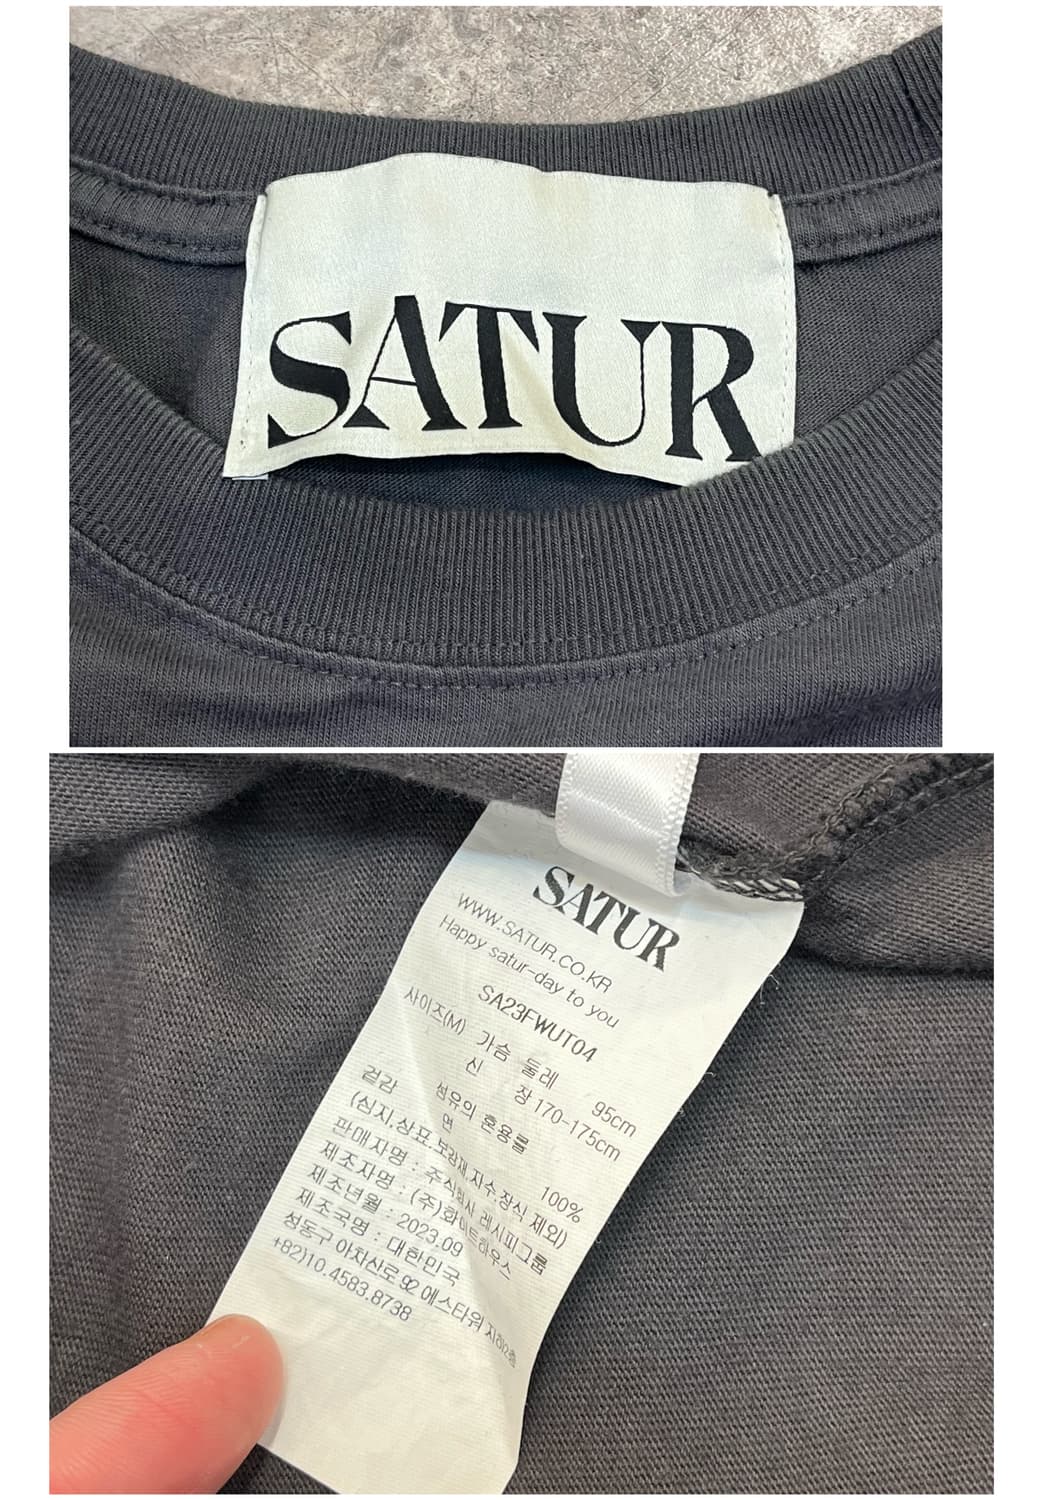 SATUR
SATUR
WWW.SATUR.CO.KR
Happy satur-day to you
SA23FWUT04
사이즈(M) 가슴 둘레 95cm
신 장 170-175cm
겉감 섬유의 혼용률
면 100%
(심지,상표,보강재,자수,장식 제외)
판매자명 : 주식회사 레시피그룹
제조자명 : (주)화이트하우스
제조년월 : 2023.09
제조국명 : 대한민국
성동구 아차산로 92 에스타워
+82)10.4583.8738